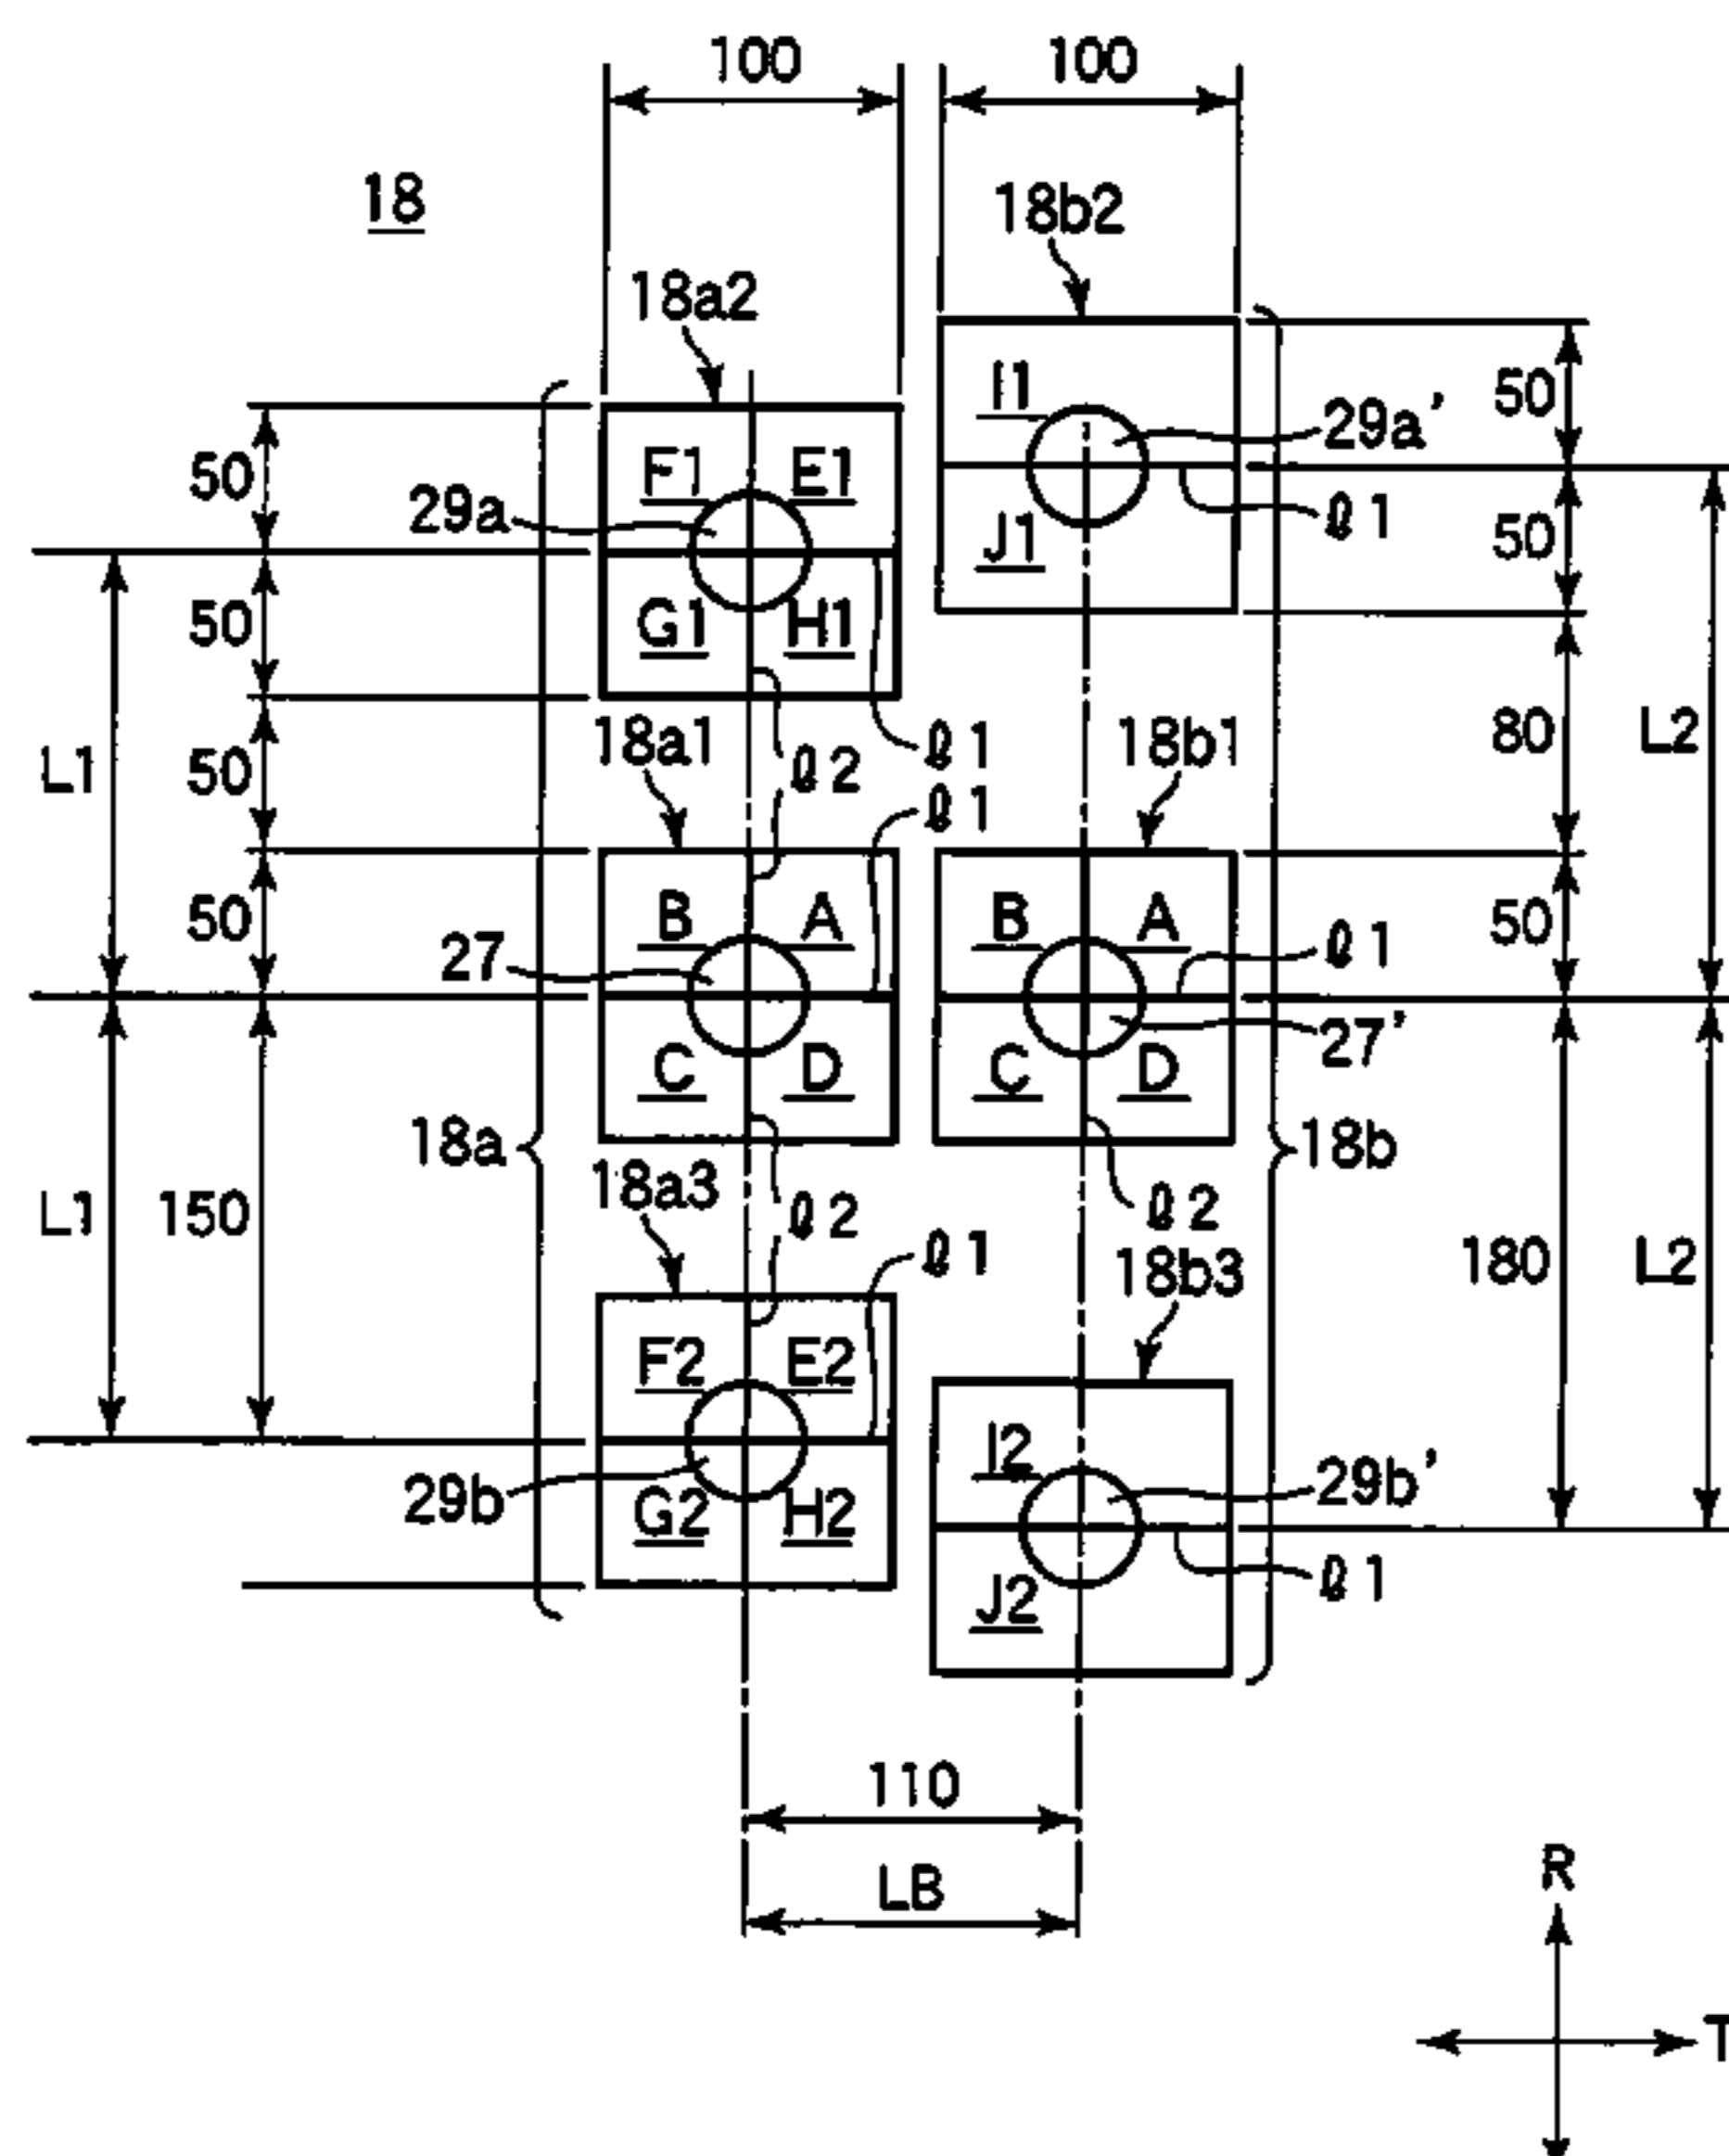 100 100
18
18b2
18a2
I1
50
29a'
F1 E1
50
29a
ℓ1
J1
50
G1 H1
50
18a1
ℓ2
ℓ1
18b1
80
L2
L1
50
ℓ1
B A
B A
50
50
ℓ1
27
27'
C D
C D
18a
18b
18a3
L1
150
ℓ2
ℓ2
ℓ1
18b3
180
L2
F2 E2
I2
29b'
29b
G2 H2
ℓ1
J2
110
LB
R
T